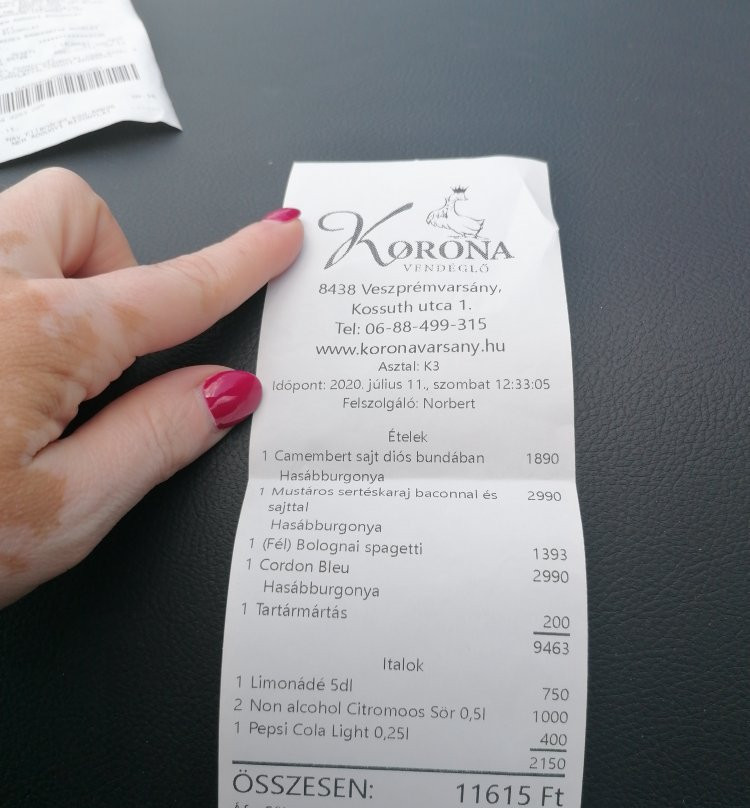 KORONA
VENDÉGLŐ
8438 Veszprémvarsány,
Kossuth utca 1.
Tel: 06-88-499-315
www.koronavarsany.hu
Asztal: K3
Időpont: 2020. július 11., szombat 12:33:05
Felszolgáló: Norbert
Ételek
1 Camembert sajt diós bundában 1890
Hasábburgonya
1 Mustáros sertéskaraj baconnal és 2990
sajttal
Hasábburgonya
1 (Fél) Bolognai spagetti 1393
1 Cordon Bleu 2990
Hasábburgonya
1 Tartármártás 200
9463
Italok
1 Limonádé 5dl 750
2 Non alcohol Citromoos Sör 0,5l 1000
1 Pepsi Cola Light 0,25l 400
2150
ÖSSZESEN: 11615 Ft